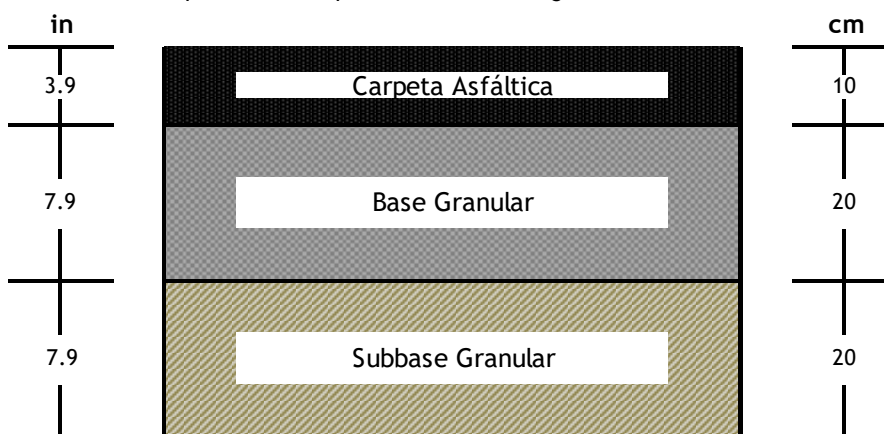 in cm
3.9 Carpeta Asfáltica 10
7.9 Base Granular 20
7.9 Subbase Granular 20